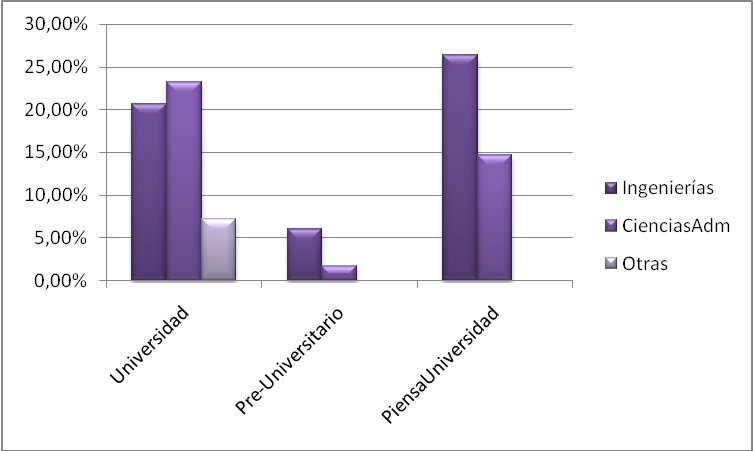 30,00%
25,00%
20,00%
15,00%
10,00%
5,00%
0,00%
Universidad
Pre-Universitario
PiensaUniversidad
Ingenierías
CienciasAdm
Otras